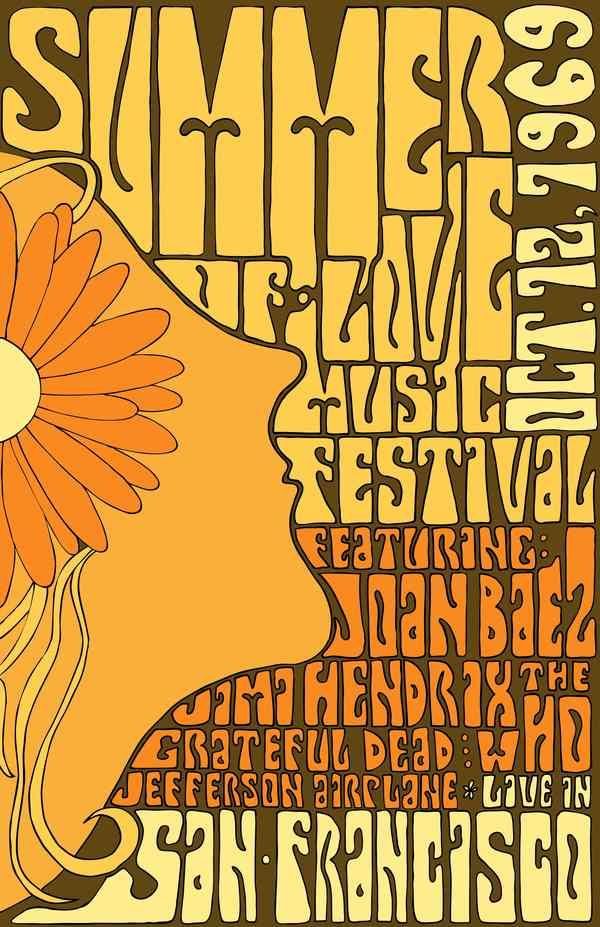 SUMMER
OF·LOVE
MUSIC
FESTIVAL
OCT.12,1969
FEATURING:
JOAN BAEZ
JIMI HENDRIX THE
GRATEFUL DEAD:WHO
JEFFERSON AIRPLANE * LIVE IN
SAN·FRANCISCO